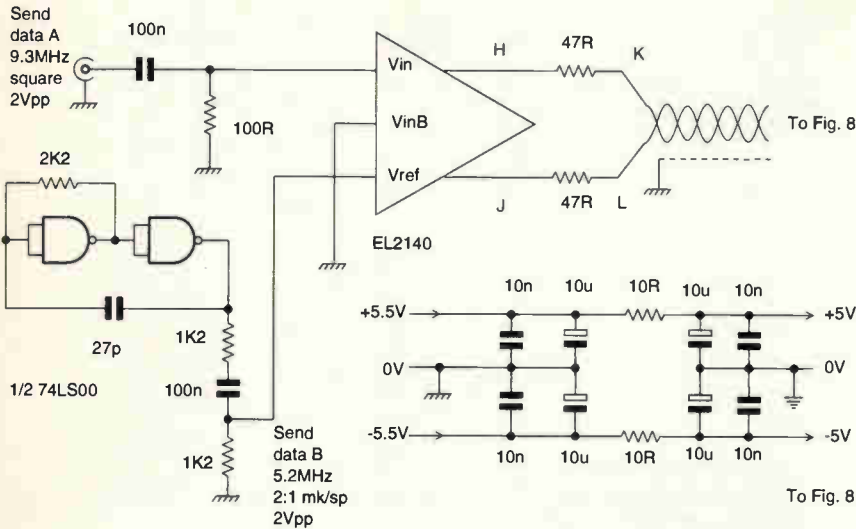 Send
data A
9.3MHz
square
2Vpp
100n
100R
Vin
VinB
Vref
EL2140
H
47R
K
J
47R
L
To Fig. 8
2K2
27p
1K2
100n
1K2
1/2 74LS00
Send
data B
5.2MHz
2:1 mk/sp
2Vpp
10n
10u
10R
10u
10n
+5.5V
+5V
0V
0V
-5.5V
-5V
10n
10u
10R
10u
10n
To Fig. 8